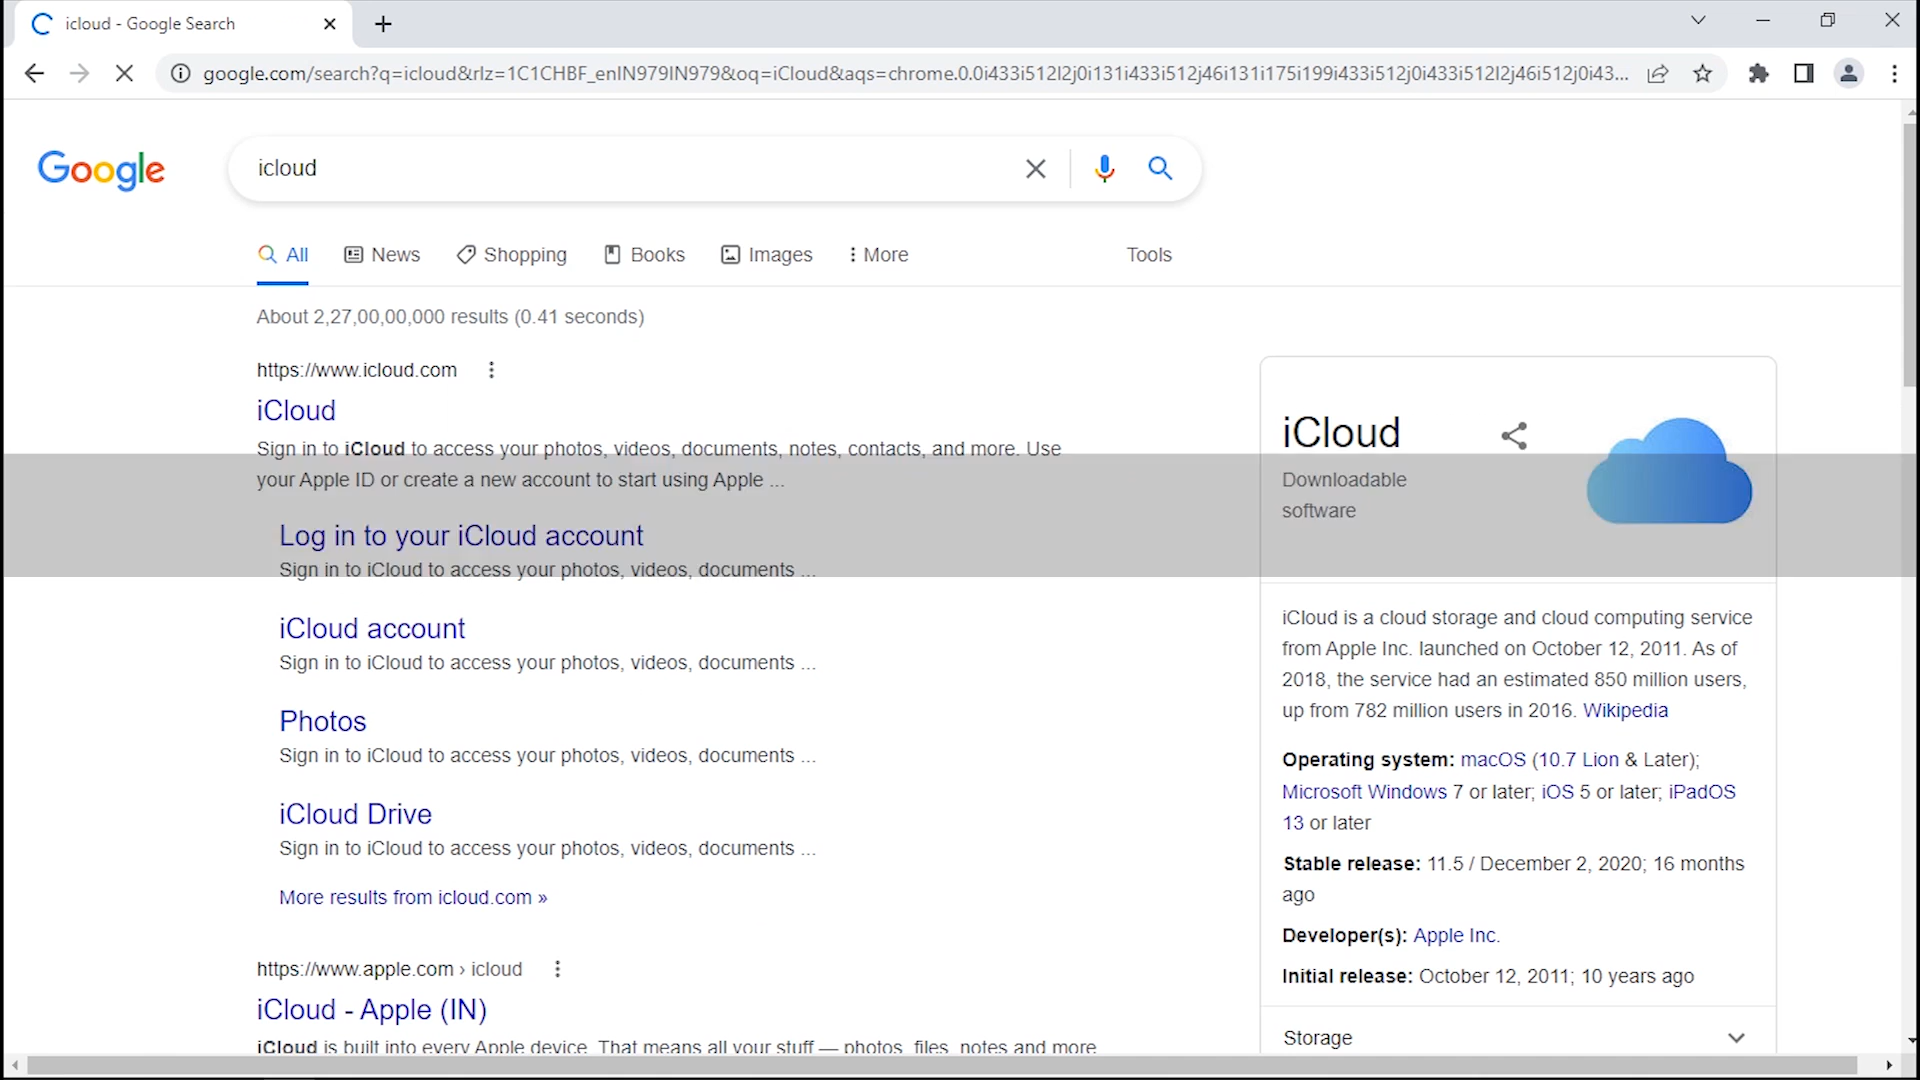 icloud - Google Search
google.com/search?q=icloud&rlz=1C1CHBF_enIN979IN979&oq=iCloud&aqs=chrome.0.0i433i512l2j0i131i433i512j46i131i175i199i433i512j0i433i512l2j46i512j0i43...
Google
icloud
All News Shopping Books Images More Tools
About 2,27,00,00,000 results (0.41 seconds)
https://www.icloud.com
iCloud
Sign in to iCloud to access your photos, videos, documents, notes, contacts, and more. Use
your Apple ID or create a new account to start using Apple ...
Log in to your iCloud account
Sign in to iCloud to access your photos, videos, documents ...
iCloud account
Sign in to iCloud to access your photos, videos, documents ...
Photos
Sign in to iCloud to access your photos, videos, documents ...
iCloud Drive
Sign in to iCloud to access your photos, videos, documents ...
More results from icloud.com »
https://www.apple.com › icloud
iCloud - Apple (IN)
iCloud is built into every Apple device. That means all your stuff — photos, files, notes and more
iCloud
Downloadable
software
iCloud is a cloud storage and cloud computing service
from Apple Inc. launched on October 12, 2011. As of
2018, the service had an estimated 850 million users,
up from 782 million users in 2016. Wikipedia
Operating system: macOS (10.7 Lion & Later);
Microsoft Windows 7 or later; iOS 5 or later; iPadOS
13 or later
Stable release: 11.5 / December 2, 2020; 16 months
ago
Developer(s): Apple Inc.
Initial release: October 12, 2011; 10 years ago
Storage